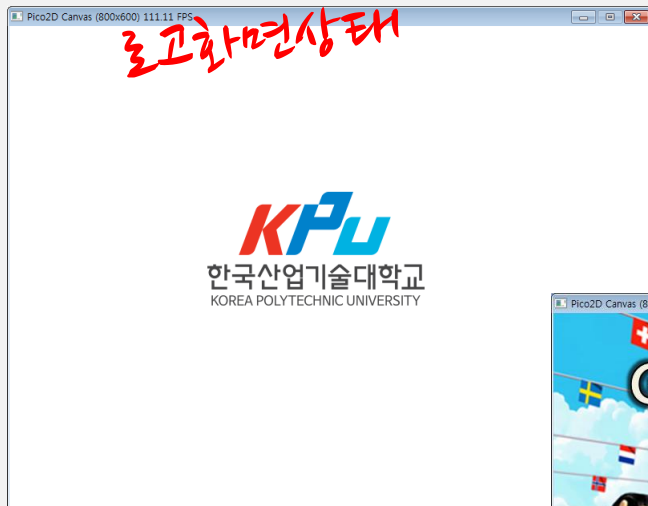 Pico2D Canvas (800x600) 111.11 FPS
로고화면상태
KPU
한국산업기술대학교
KOREA POLYTECHNIC UNIVERSITY
Pico2D Canvas (8